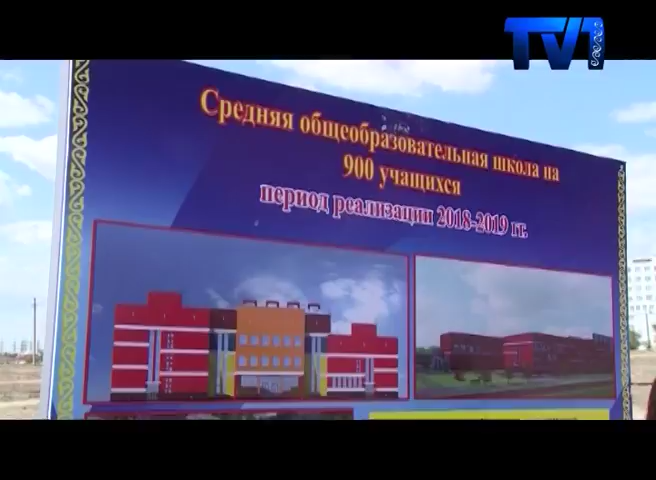 TV1
Средняя общеобразовательная школа на
900 учащихся
период реализации 2018-2019 гг.